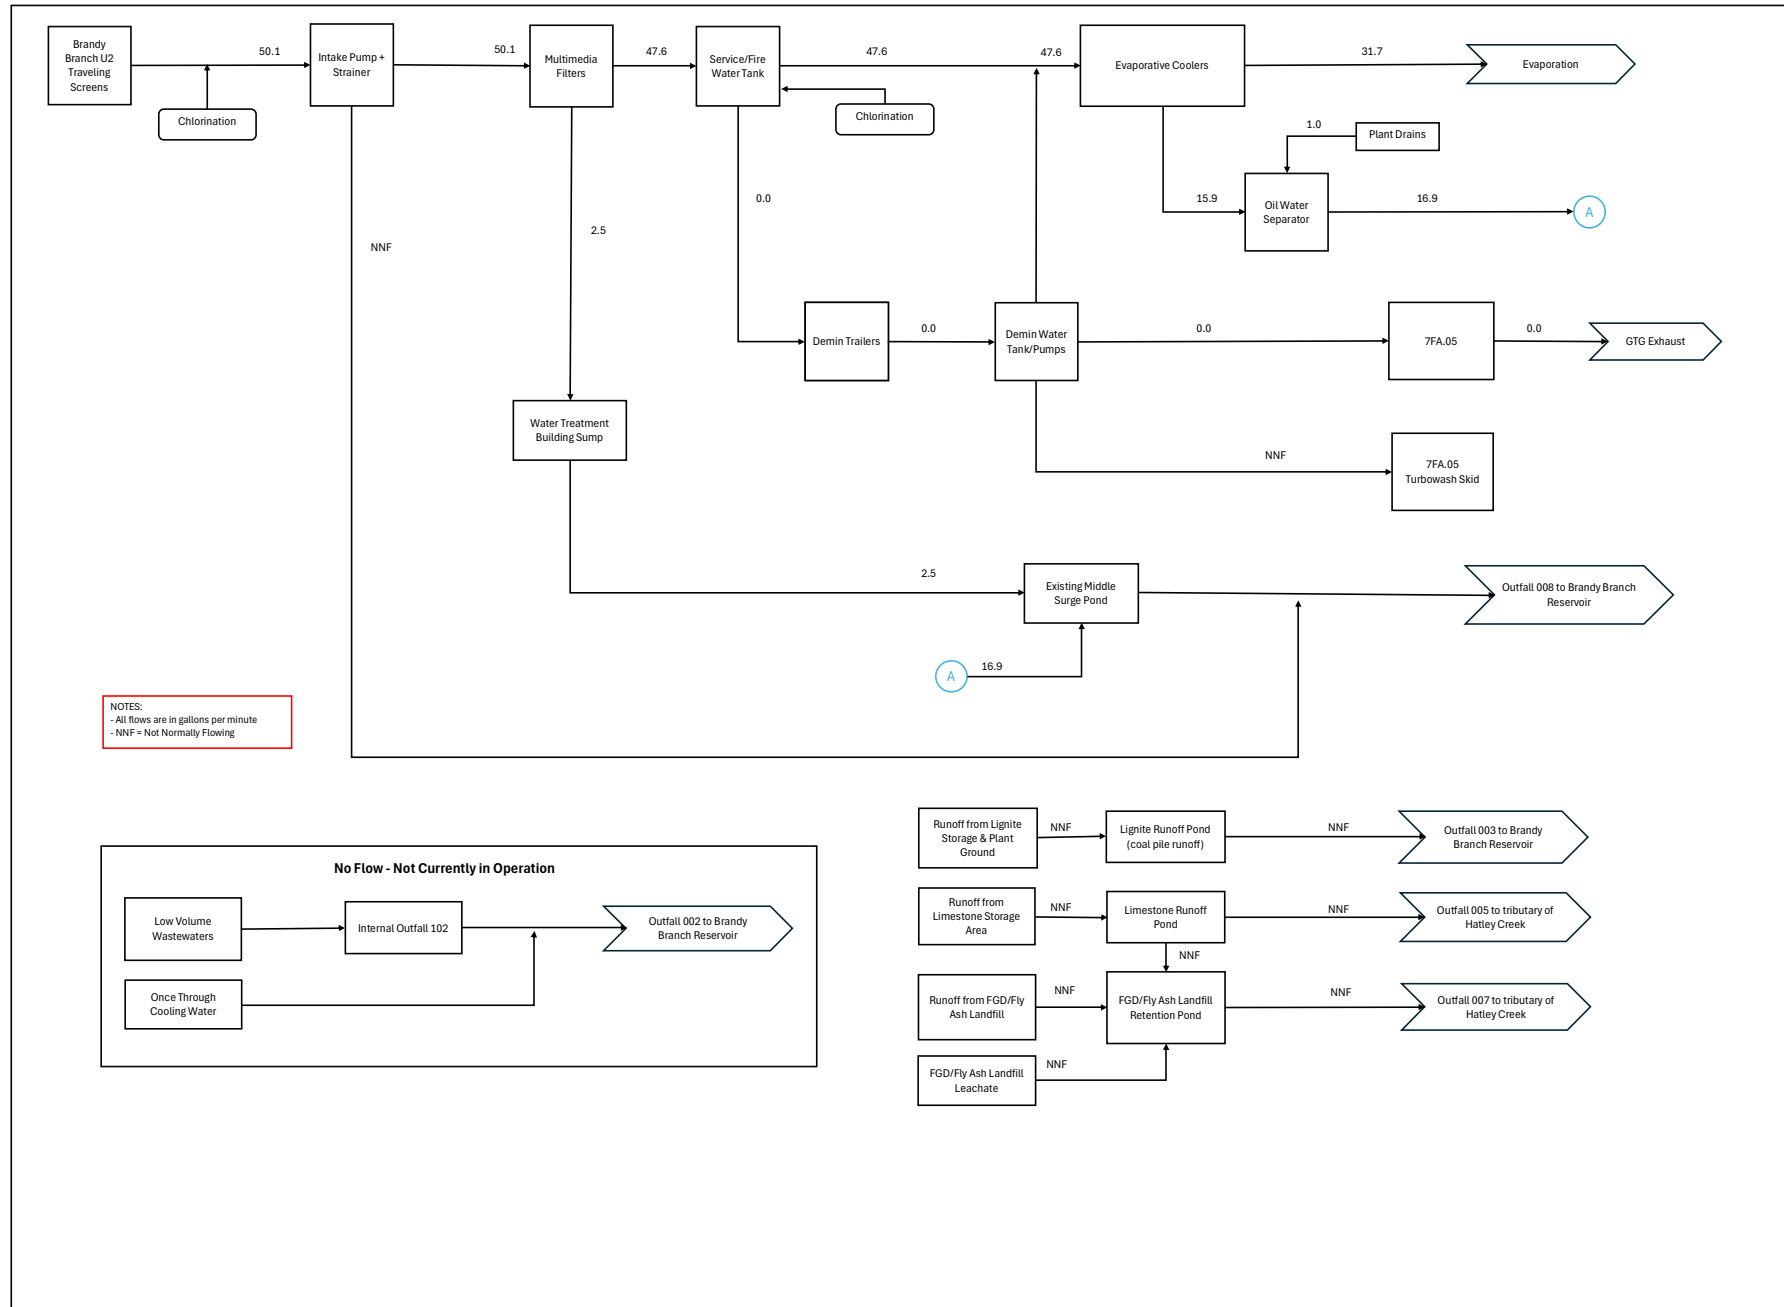 Brandy
Branch U2
Traveling
Screens
50.1
Chlorination
Intake Pump +
Strainer
50.1
Multimedia
Filters
47.6
Service/Fire
Water Tank
47.6
Chlorination
47.6
Evaporative Coolers
31.7
Evaporation
1.0
Plant Drains
15.9
Oil Water
Separator
16.9
A
NNF
2.5
0.0
Demin Trailers
0.0
Demin Water
Tank/Pumps
0.0
7FA.05
0.0
GTG Exhaust
NNF
7FA.05
Turbowash Skid
Water Treatment
Building Sump
2.5
Existing Middle
Surge Pond
Outfall 008 to Brandy Branch
Reservoir
A
16.9
NOTES:
- All flows are in gallons per minute
- NNF = Not Normally Flowing
Runoff from Lignite
Storage & Plant
Ground
NNF
Lignite Runoff Pond
(coal pile runoff)
NNF
Outfall 003 to Brandy
Branch Reservoir
Runoff from
Limestone Storage
Area
NNF
Limestone Runoff
Pond
NNF
Outfall 005 to tributary of
Hatley Creek
NNF
Runoff from FGD/Fly
Ash Landfill
NNF
FGD/Fly Ash Landfill
Retention Pond
NNF
Outfall 007 to tributary of
Hatley Creek
FGD/Fly Ash Landfill
Leachate
NNF
No Flow - Not Currently in Operation
Low Volume
Wastewaters
Internal Outfall 102
Outfall 002 to Brandy
Branch Reservoir
Once Through
Cooling Water